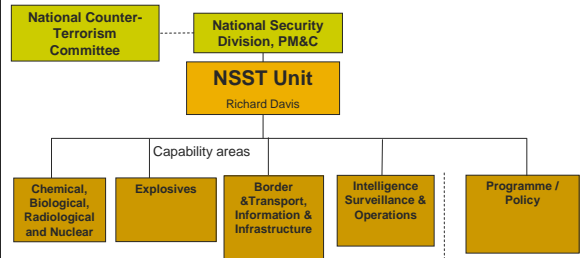 National Counter-
Terrorism
Committee
National Security
Division, PM&C
NSST Unit
Richard Davis
Capability areas
Chemical,
Biological,
Radiological
and Nuclear
Explosives
Border
&Transport,
Information &
Infrastructure
Intelligence
Surveillance &
Operations
Programme /
Policy